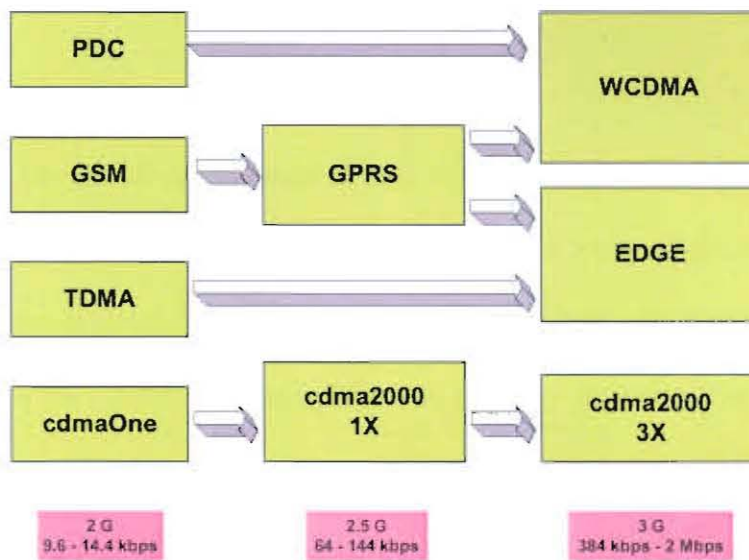 PDC
WCDMA
GSM
GPRS
EDGE
TDMA
cdmaOne
cdma2000
1X
cdma2000
3X
2 G
9.6 - 14.4 kbps
2.5 G
64 - 144 kbps
3 G
384 kbps - 2 Mbps